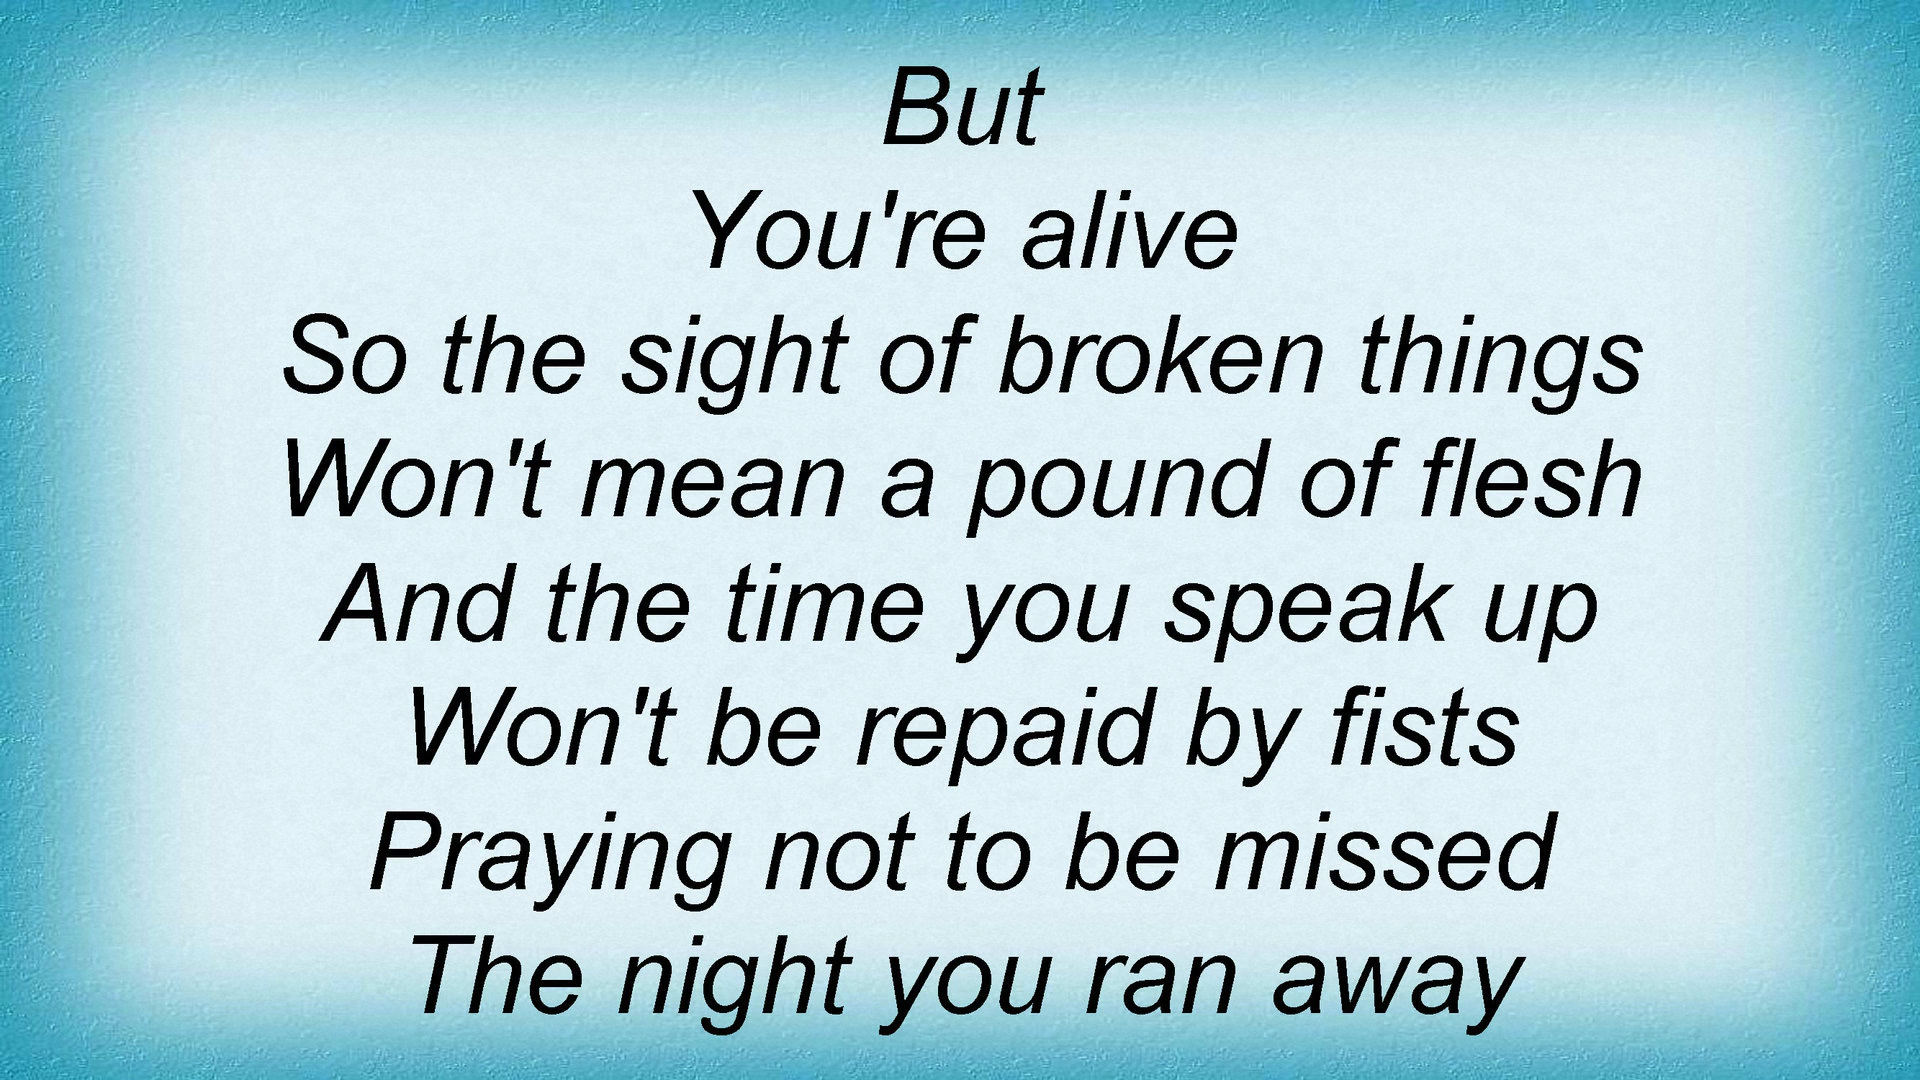 But
You're alive
So the sight of broken things
Won't mean a pound of flesh
And the time you speak up
Won't be repaid by fists
Praying not to be missed
The night you ran away